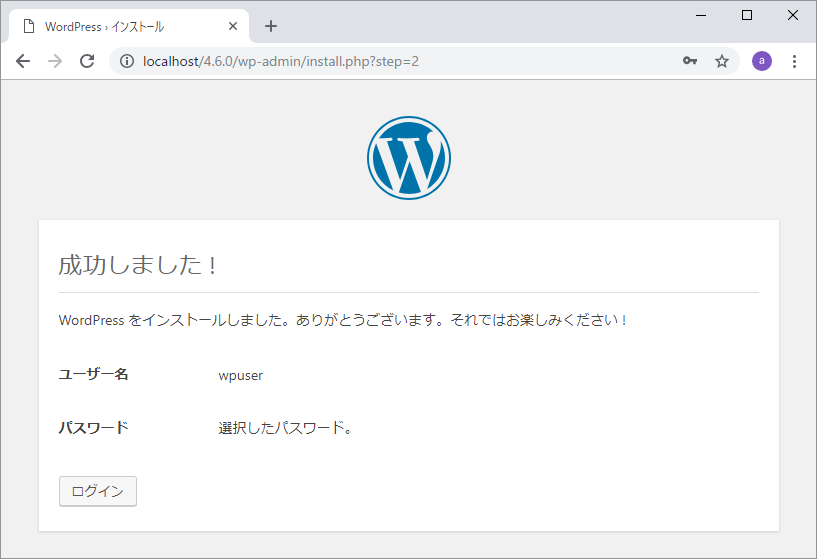 WordPress › インストール
localhost/4.6.0/wp-admin/install.php?step=2
a
成功しました !
WordPress をインストールしました。ありがとうございます。それではお楽しみください !
ユーザー名 wpuser
パスワード 選択したパスワード。
ログイン